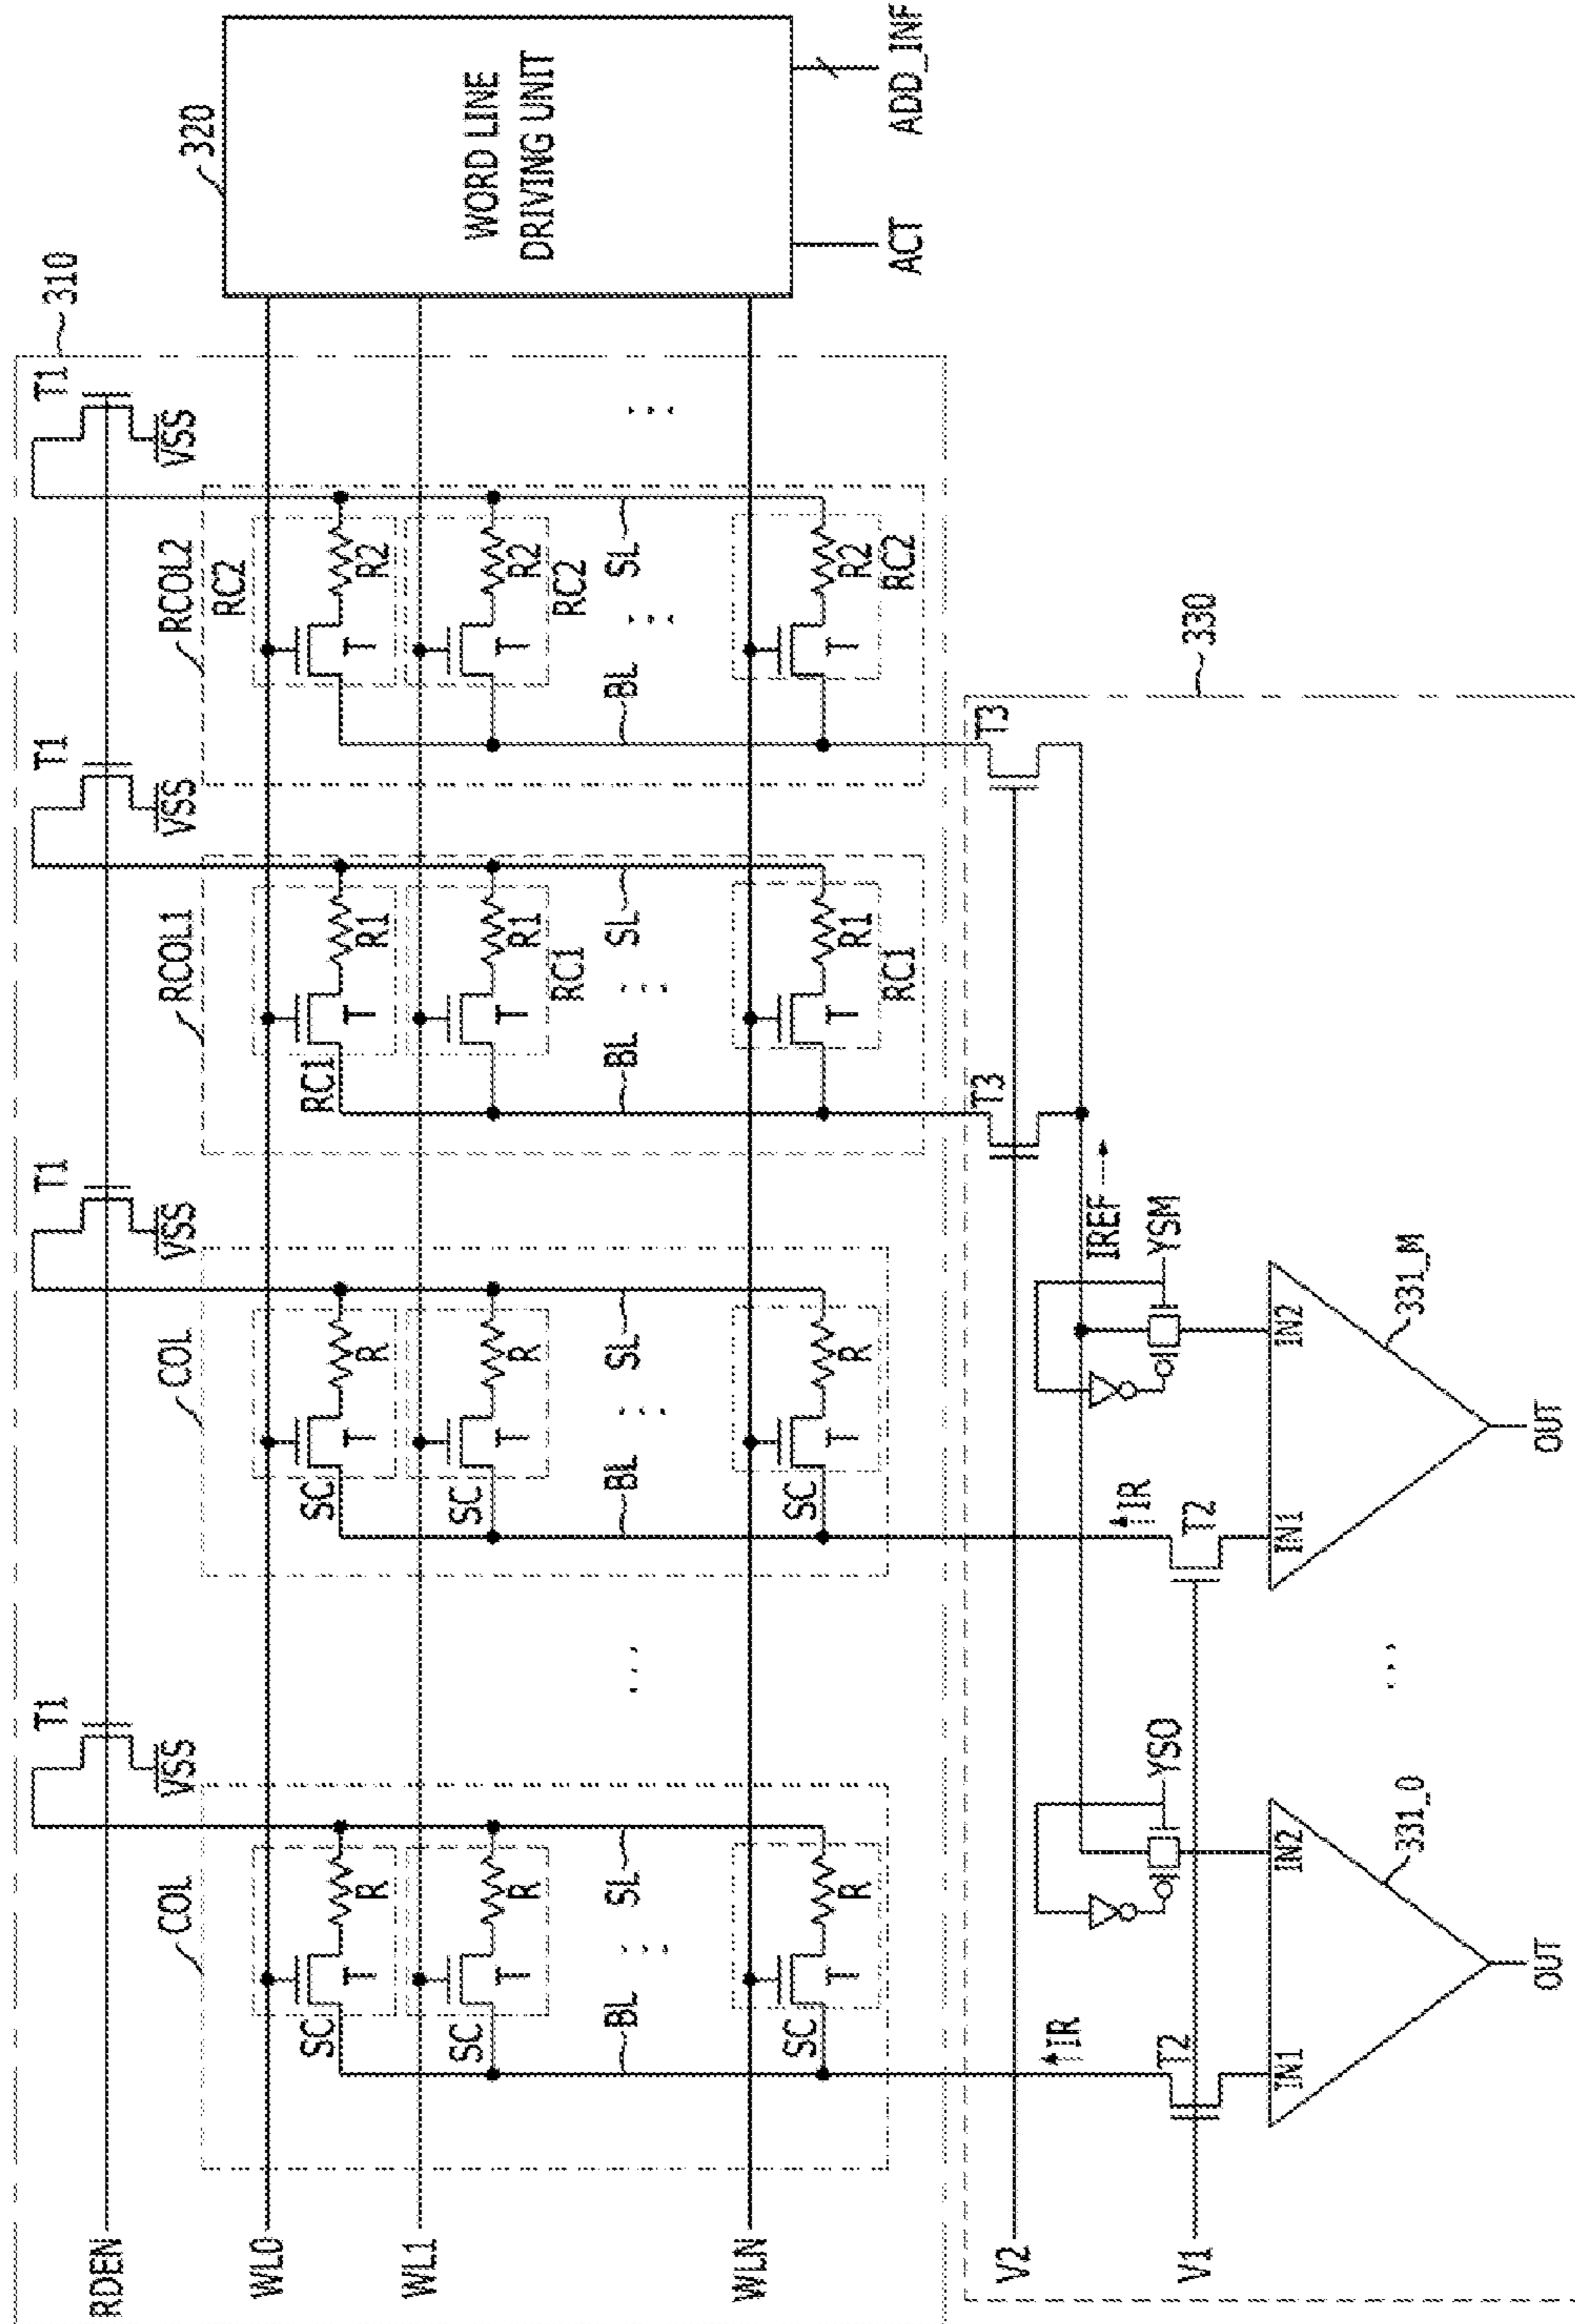 T1
T1
T1
T1
310
RDEN
COL
VSS
COL
VSS
RCOL1
VSS
RCOL2
VSS
320
RC2
WL0
SC
T
R
SC
T
R
RC1
T
R1
T
R2
WL1
SC
T
R
SC
T
R
T
R1
RC1
T
R2
RC2
WORD LINE
DRIVING UNIT
BL
SL
BL
SL
BL
SL
BL
SL
WLN
SC
T
R
SC
T
R
T
R1
RC1
T
R2
RC2
ACT
ADD_INF
V2
T3
T3
330
IR
IR
IREF
V1
T2
YS0
T2
YSM
IN1
IN2
IN1
IN2
331_0
331_M
OUT
OUT